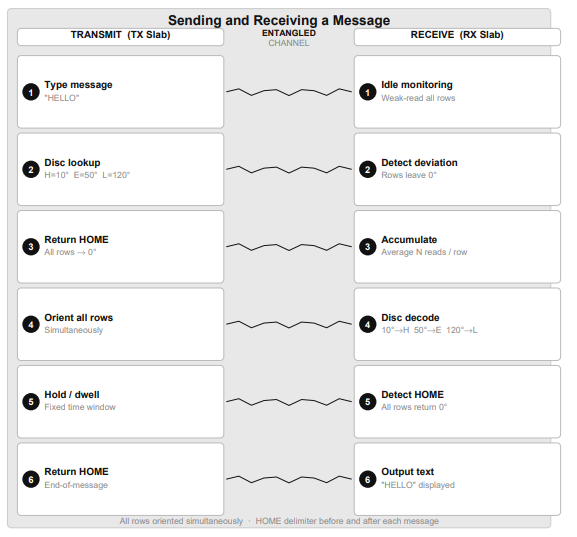 Sending and Receiving a Message
TRANSMIT (TX Slab)
ENTANGLED
CHANNEL
RECEIVE (RX Slab)
1
Type message
"HELLO"
1
Idle monitoring
Weak-read all rows
2
Disc lookup
H=10° E=50° L=120°
2
Detect deviation
Rows leave 0°
3
Return HOME
All rows → 0°
3
Accumulate
Average N reads / row
4
Orient all rows
Simultaneously
4
Disc decode
10°→H 50°→E 120°→L
5
Hold / dwell
Fixed time window
5
Detect HOME
All rows return 0°
6
Return HOME
End-of-message
6
Output text
"HELLO" displayed
All rows oriented simultaneously · HOME delimiter before and after each message